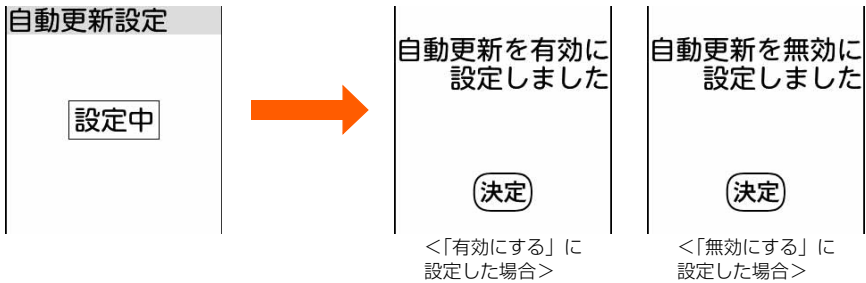 自動更新設定
設定中
自動更新を有効に
設定しました
決定
＜「有効にする」に
設定した場合＞
自動更新を無効に
設定しました
決定
＜「無効にする」に
設定した場合＞